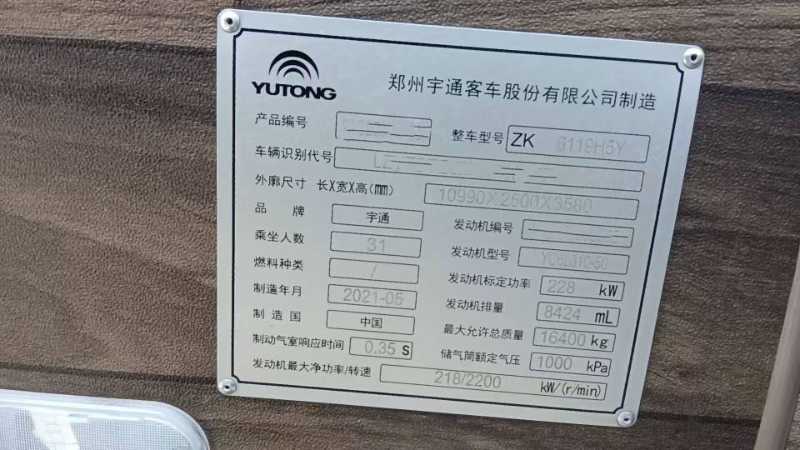 YUTONG
郑州宇通客车股份有限公司制造
产品编号
整车型号 ZK 6119H5Y
车辆识别代号
外廓尺寸 长X宽X高(mm) 10990X2500X3580
品 牌 宇通
发动机编号
乘坐人数 31
发动机型号
燃料种类 /
发动机标定功率 228 kW
制造年月 2021-05
发动机排量 8424 mL
制 造 国 中国
最大允许总质量 16400 kg
制动气室响应时间 0.35 S
储气筒额定气压 1000 kPa
发动机最大净功率/转速 218/2200 kW/(r/min)